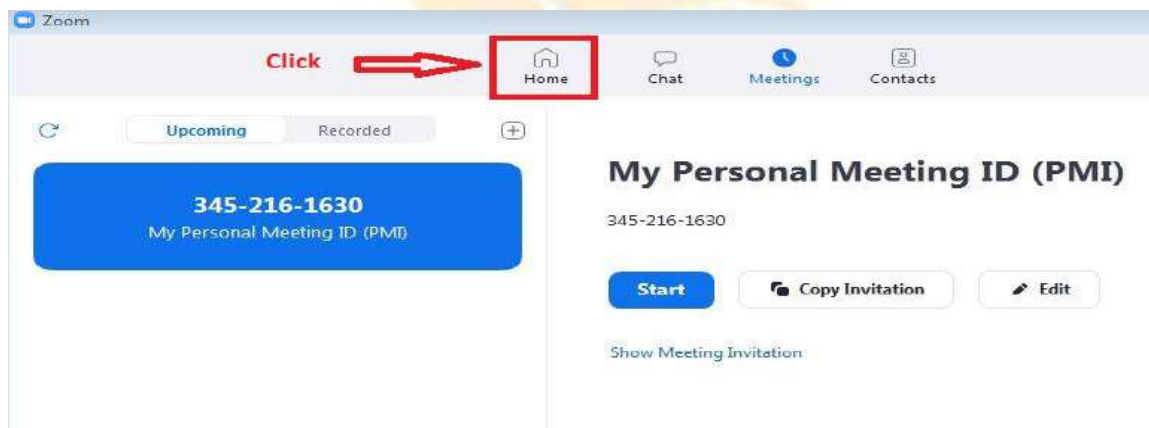 Zoom
Click
Home
Chat
Meetings
Contacts
Upcoming
Recorded
345-216-1630
My Personal Meeting ID (PMI)
My Personal Meeting ID (PMI)
345-216-1630
Start
Copy Invitation
Edit
Show Meeting Invitation